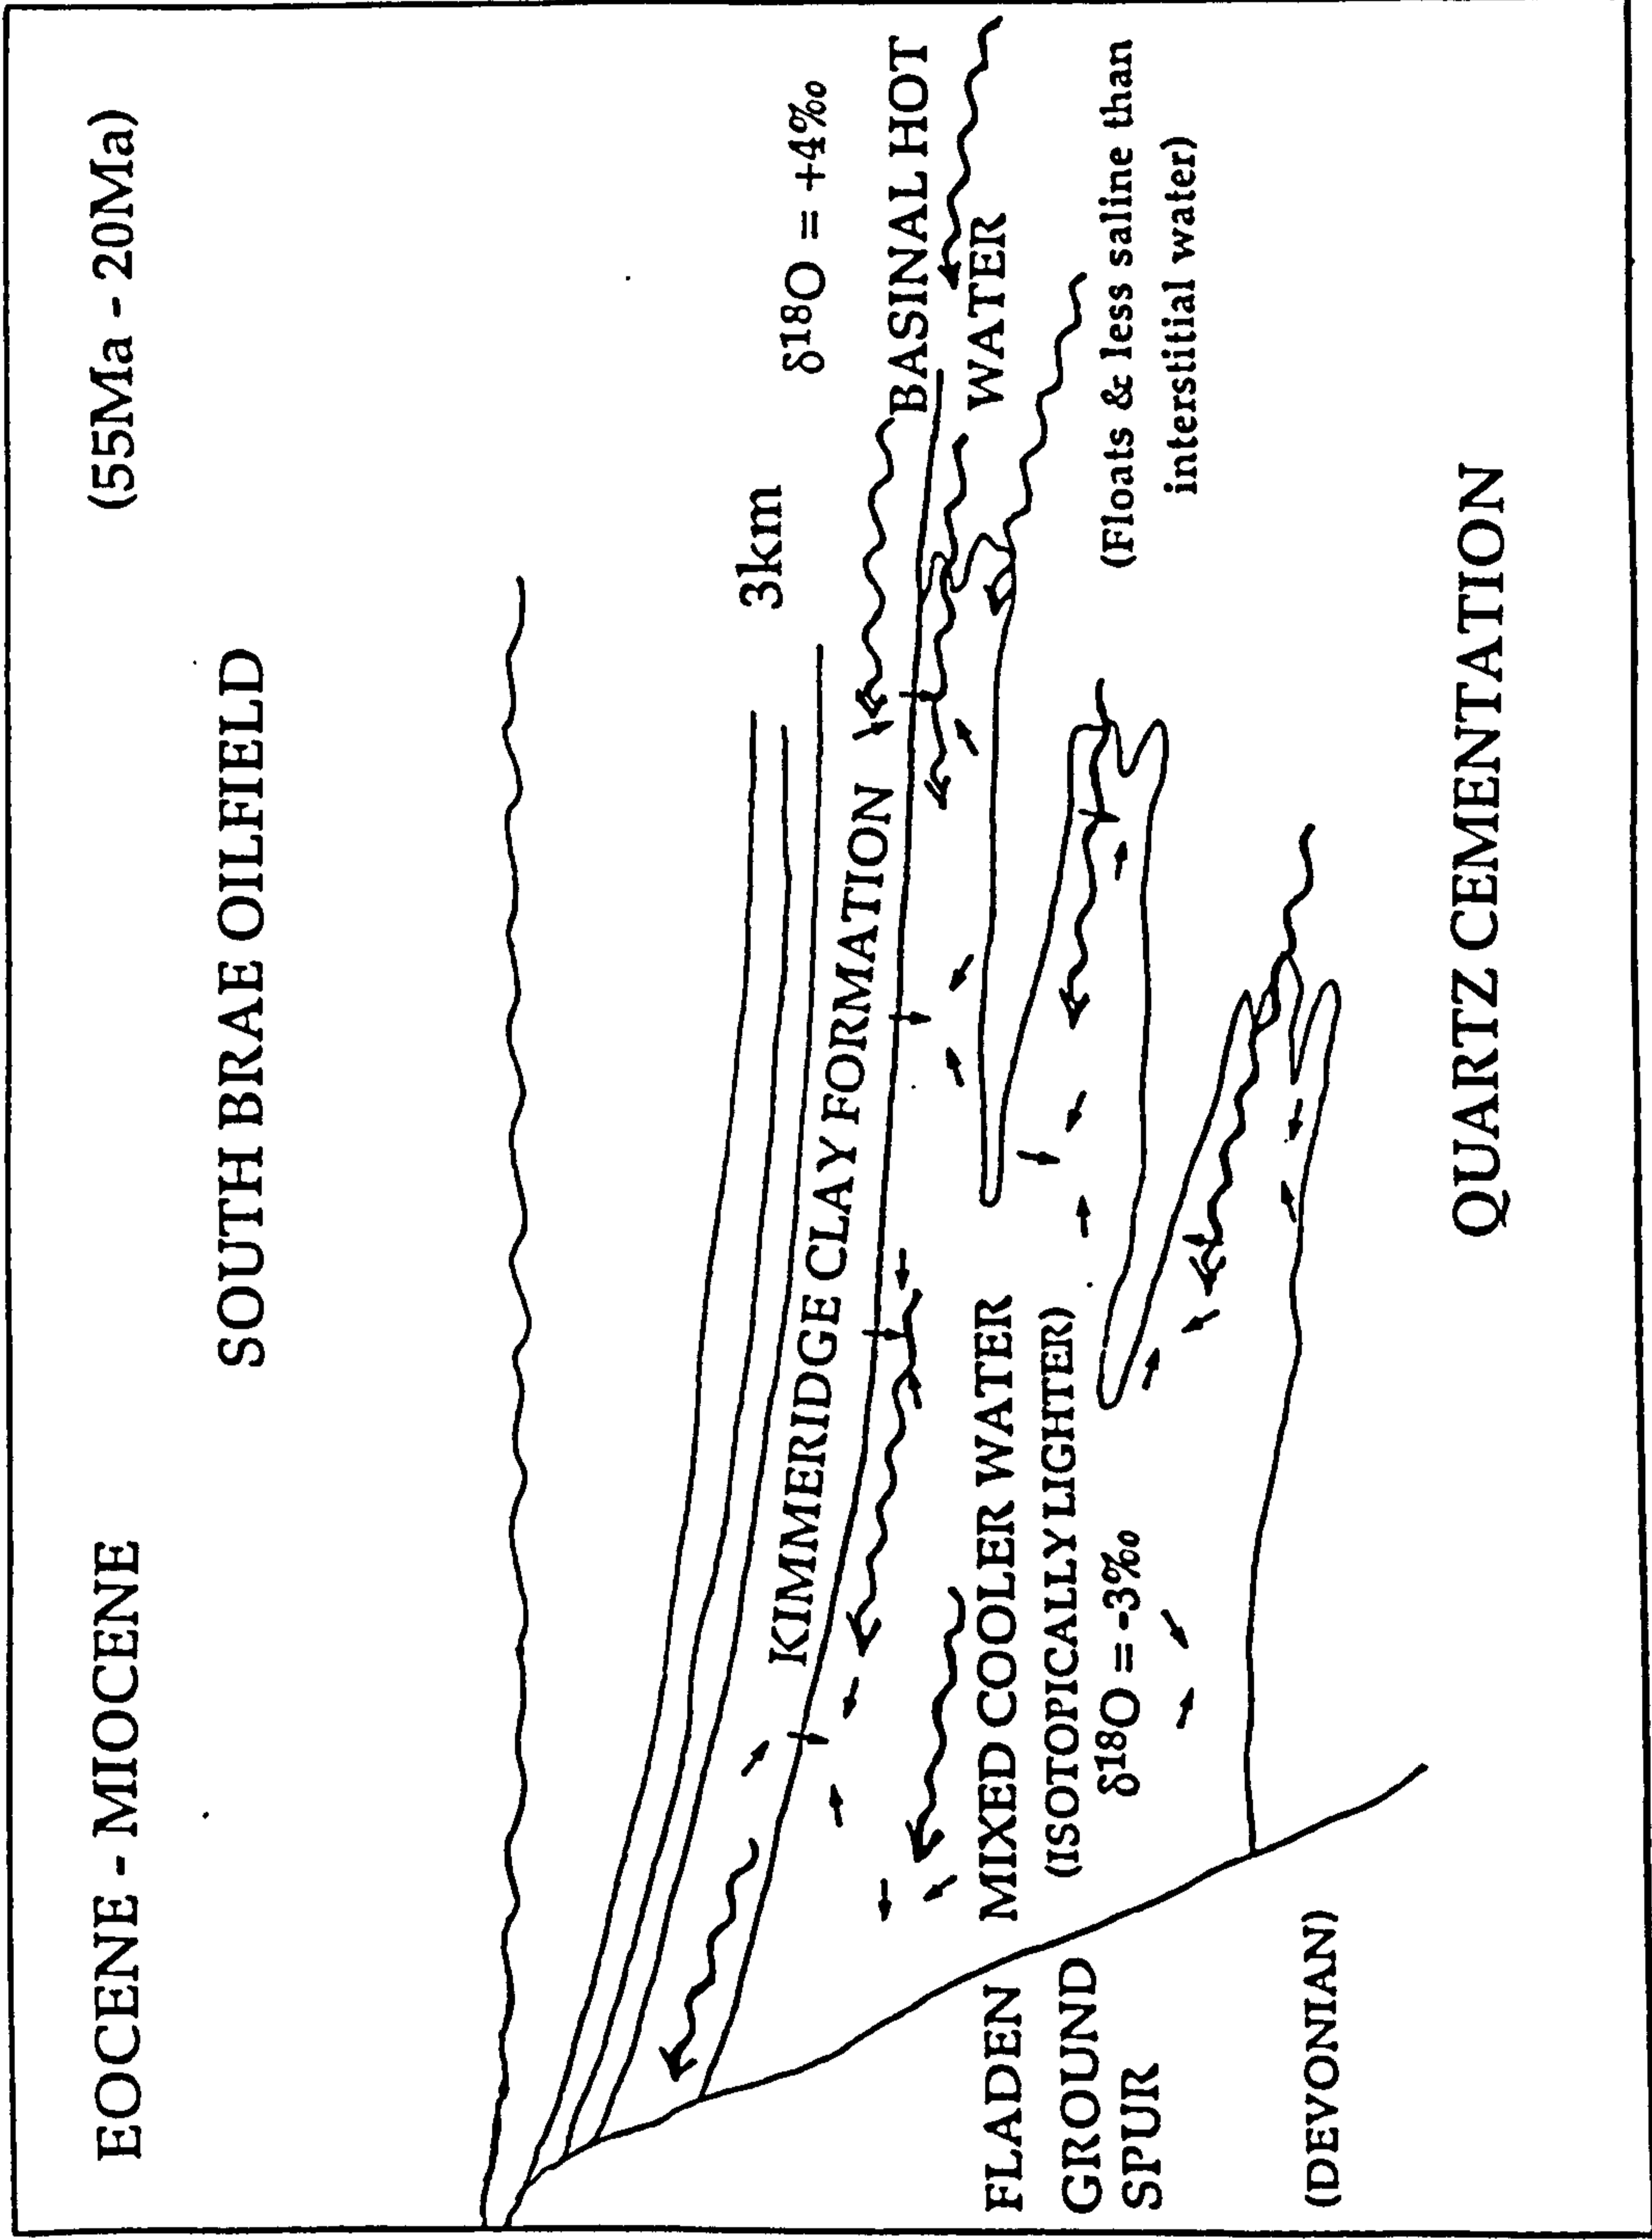 EOCENE - MIOCENE
(55Ma - 20Ma)
SOUTH BRAE OILFIELD
3km
δ18O = +4‰
KIMMERIDGE CLAY FORMATION
BASINAL HOT
WATER
(Floats & less saline than
interstitial water)
FLADEN
GROUND
SPUR
(DEVONIAN)
MIXED COOLER WATER
(ISOTOPICALLY LIGHTER)
δ18O = -3‰
QUARTZ CEMENTATION